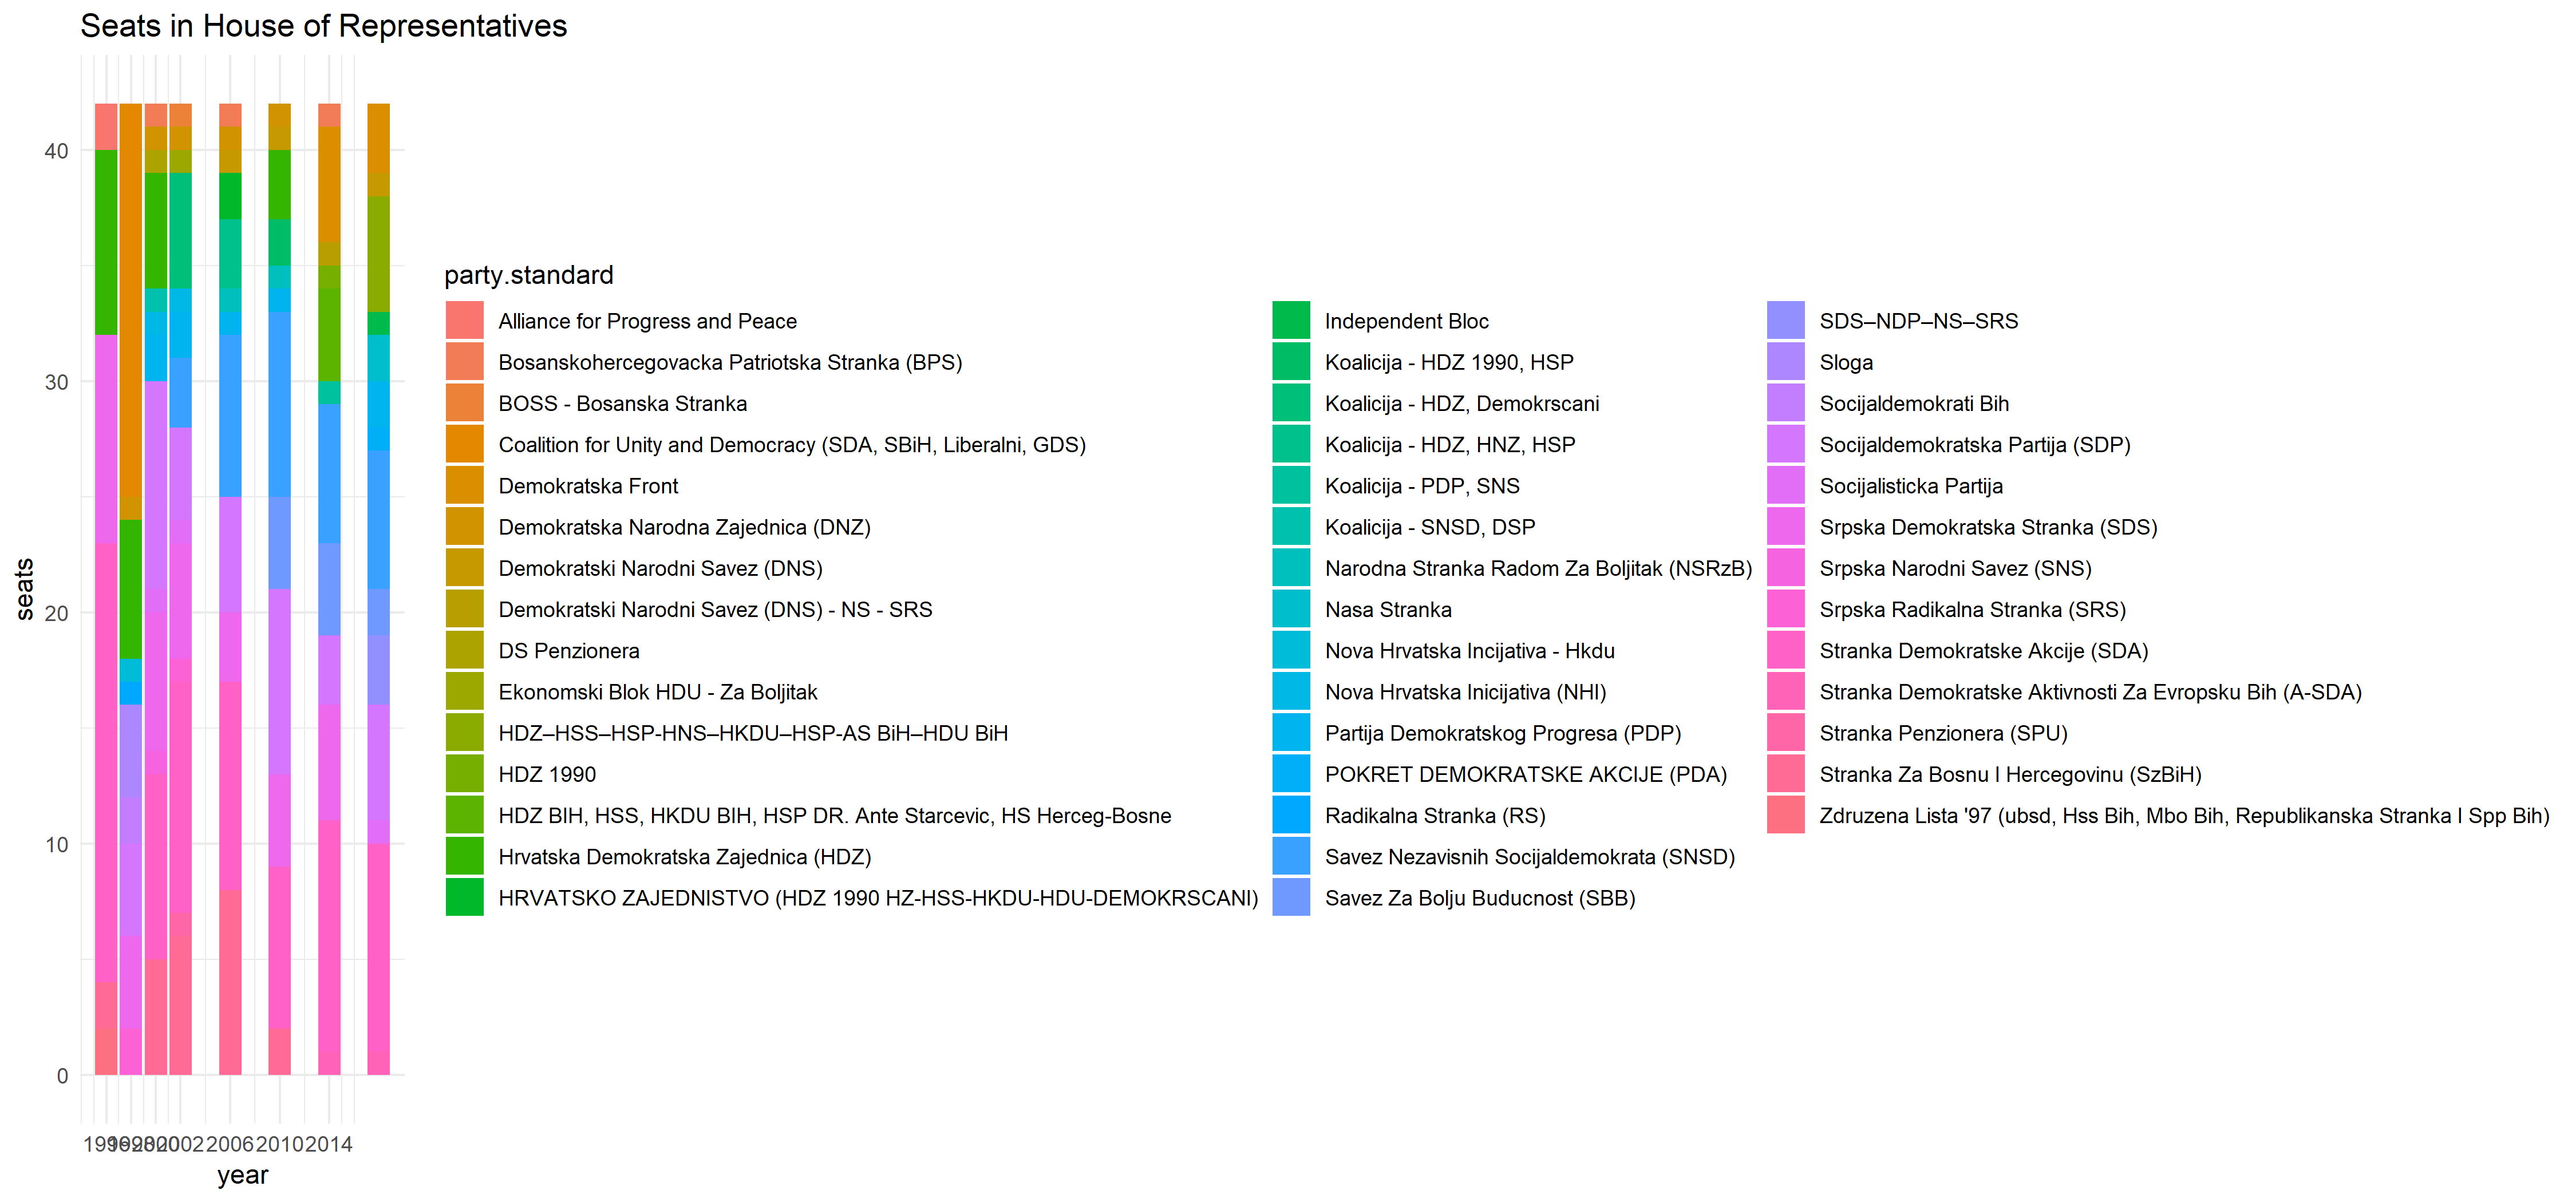 Seats in House of Representatives
40
30
20
10
0
seats
1996
1998
2000
2002
2006
2010
2014
year
party.standard
Alliance for Progress and Peace
Bosanskohercegovacka Patriotska Stranka (BPS)
BOSS - Bosanska Stranka
Coalition for Unity and Democracy (SDA, SBiH, Liberalni, GDS)
Demokratska Front
Demokratska Narodna Zajednica (DNZ)
Demokratski Narodni Savez (DNS)
Demokratski Narodni Savez (DNS) - NS - SRS
DS Penzionera
Ekonomski Blok HDU - Za Boljitak
HDZ–HSS–HSP-HNS–HKDU–HSP-AS BiH–HDU BiH
HDZ 1990
HDZ BIH, HSS, HKDU BIH, HSP DR. Ante Starcevic, HS Herceg-Bosne
Hrvatska Demokratska Zajednica (HDZ)
HRVATSKO ZAJEDNISTVO (HDZ 1990 HZ-HSS-HKDU-HDU-DEMOKRSCANI)
Independent Bloc
Koalicija - HDZ 1990, HSP
Koalicija - HDZ, Demokrscani
Koalicija - HDZ, HNZ, HSP
Koalicija - PDP, SNS
Koalicija - SNSD, DSP
Narodna Stranka Radom Za Boljitak (NSRzB)
Nasa Stranka
Nova Hrvatska Incijativa - Hkdu
Nova Hrvatska Inicijativa (NHI)
Partija Demokratskog Progresa (PDP)
POKRET DEMOKRATSKE AKCIJE (PDA)
Radikalna Stranka (RS)
Savez Nezavisnih Socijaldemokrata (SNSD)
Savez Za Bolju Buducnost (SBB)
SDS–NDP–NS–SRS
Sloga
Socijaldemokrati Bih
Socijaldemokratska Partija (SDP)
Socijalisticka Partija
Srpska Demokratska Stranka (SDS)
Srpska Narodni Savez (SNS)
Srpska Radikalna Stranka (SRS)
Stranka Demokratske Akcije (SDA)
Stranka Demokratske Aktivnosti Za Evropsku Bih (A-SDA)
Stranka Penzionera (SPU)
Stranka Za Bosnu I Hercegovinu (SzBiH)
Zdruzena Lista '97 (ubsd, Hss Bih, Mbo Bih, Republikanska Stranka I Spp Bih)